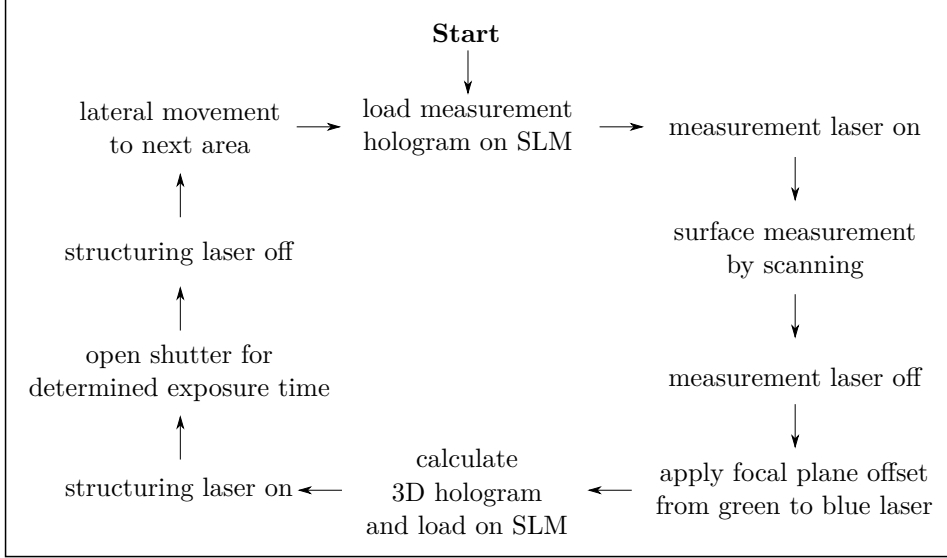 Start
load measurement
hologram on SLM
measurement laser on
surface measurement
by scanning
measurement laser off
apply focal plane offset
from green to blue laser
calculate
3D hologram
and load on SLM
structuring laser on
open shutter for
determined exposure time
structuring laser off
lateral movement
to next area